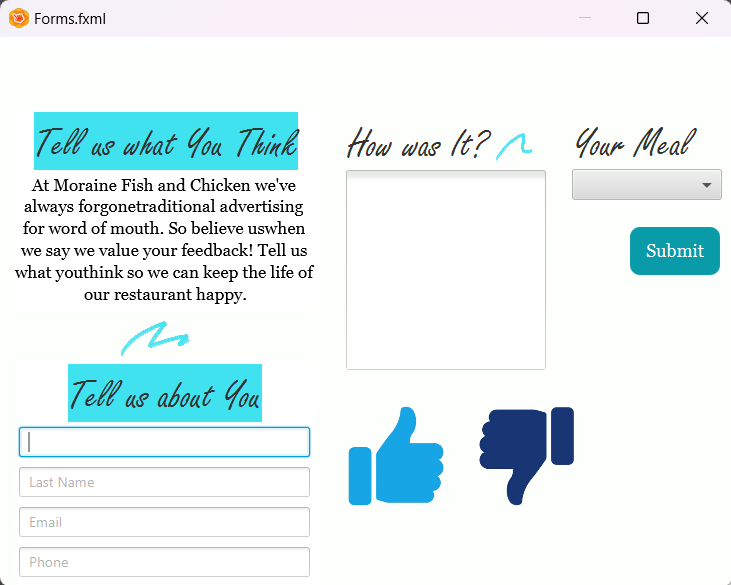 Forms.fxml
Tell us what You Think
At Moraine Fish and Chicken we've
always forgonetraditional advertising
for word of mouth. So believe uswhen
we say we value your feedback! Tell us
what youthink so we can keep the life of
our restaurant happy.
Tell us about You
Last Name
Email
Phone
How was It?
Your Meal
Submit